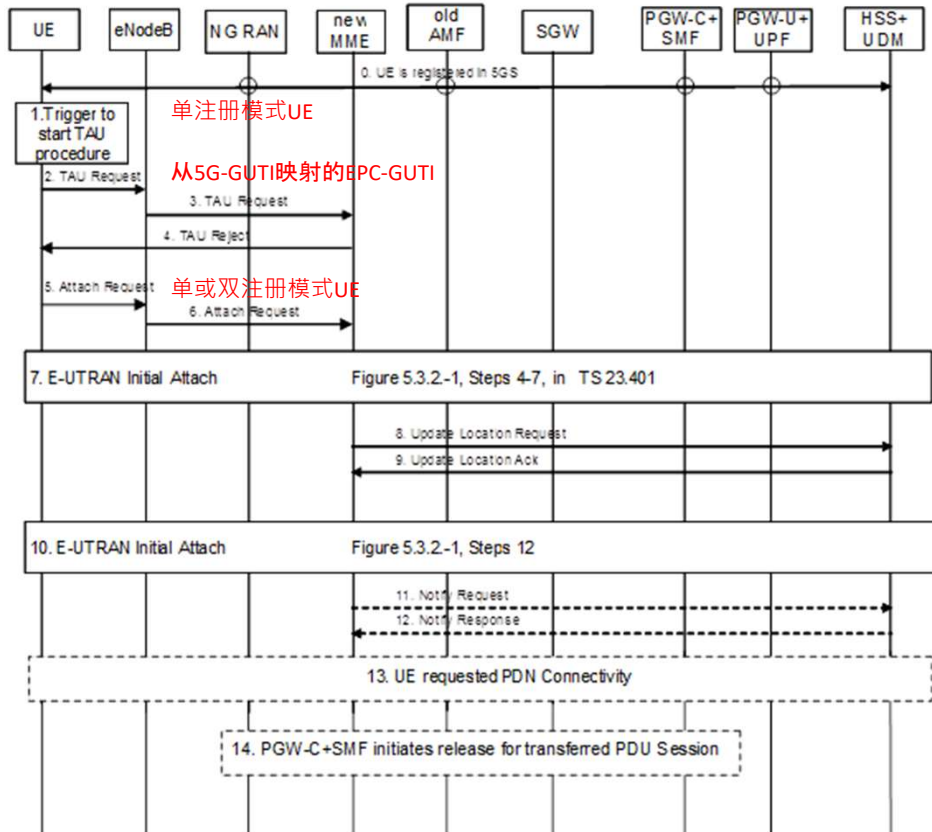 UE
eNodeB
NG RAN
new
MME
old
AMF
SGW
PGW-C+
SMF
PGW-U+
UPF
HSS+
UDM
0. UE is registered in 5GS
1.Trigger to
start TAU
procedure
单注册模式UE
从5G-GUTI映射的EPC-GUTI
2. TAU Request
3. TAU Request
4. TAU Reject
5. Attach Request
单或双注册模式UE
6. Attach Request
7. E-UTRAN Initial Attach Figure 5.3.2.-1, Steps 4-7, in TS 23.401
8. Update Location Request
9. Update Location Ack
10. E-UTRAN Initial Attach Figure 5.3.2.-1, Steps 12
11. Notify Request
12. Notify Response
13. UE requested PDN Connectivity
14. PGW-C+SMF initiates release for transferred PDU Session